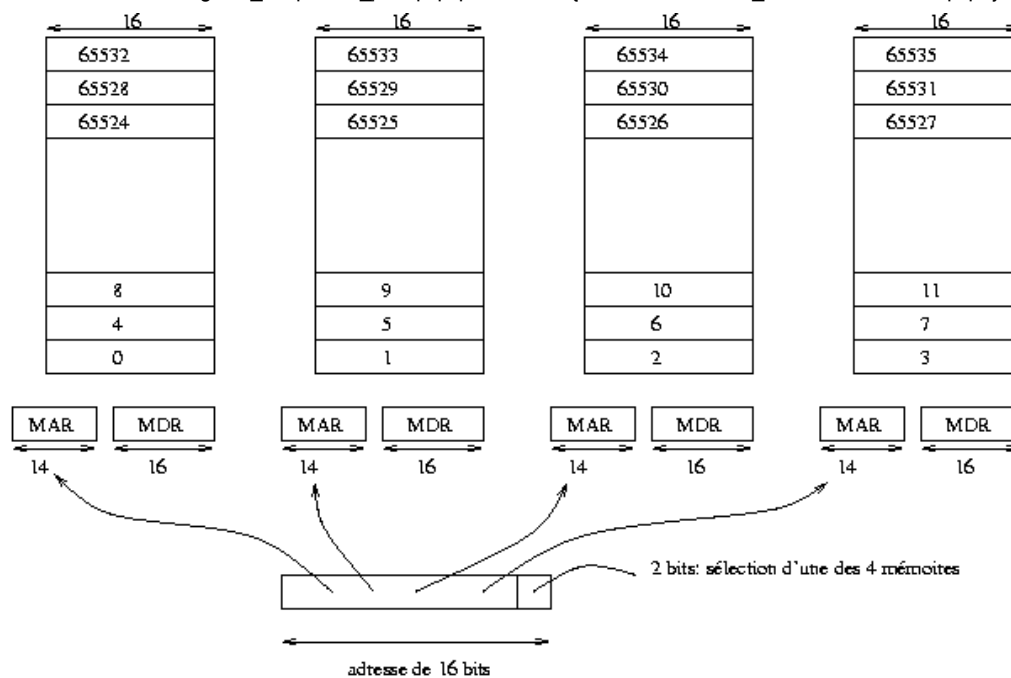 16 16 16 16
65532 65533 65534 65535
65528 65529 65530 65531
65524 65525 65526 65527
8 9 10 11
4 5 6 7
0 1 2 3
MAR MDR MAR MDR MAR MDR MAR MDR
14 16 14 16 14 16 14 16
2 bits: sélection d'une des 4 mémoires
adresse de 16 bits